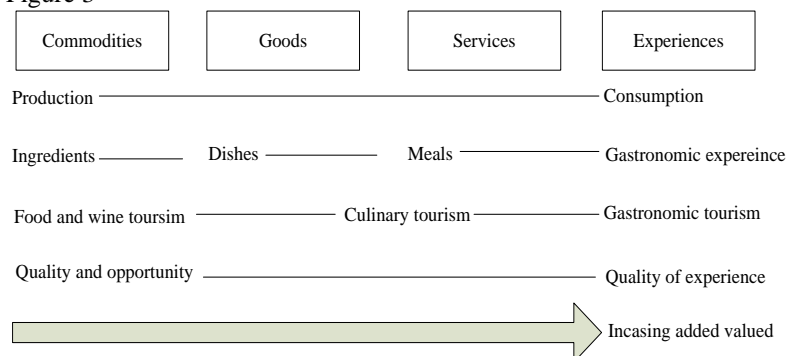 Figure
Commodities Goods Services Experiences
Production Consumption
Ingredients Dishes Meals Gastronomic expereince
Food and wine toursim Culinary tourism Gastronomic tourism
Quality and opportunity Quality of experience
Incasing added valued